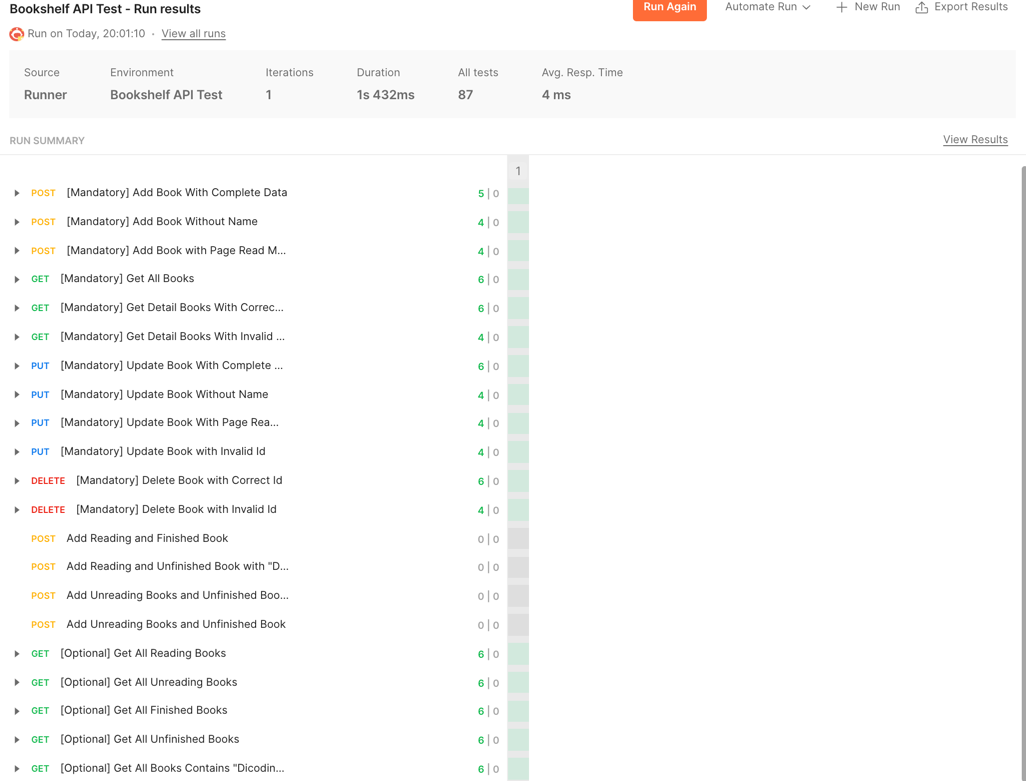 Bookshelf API Test - Run results
Run Again Automate Run New Run Export Results
Run on Today, 20:01:10 · View all runs
Source Environment Iterations Duration All tests Avg. Resp. Time
Runner Bookshelf API Test 1 1s 432ms 87 4 ms
RUN SUMMARY View Results
1
POST [Mandatory] Add Book With Complete Data 5 | 0
POST [Mandatory] Add Book Without Name 4 | 0
POST [Mandatory] Add Book with Page Read M... 4 | 0
GET [Mandatory] Get All Books 6 | 0
GET [Mandatory] Get Detail Books With Correc... 6 | 0
GET [Mandatory] Get Detail Books With Invalid ... 4 | 0
PUT [Mandatory] Update Book With Complete ... 6 | 0
PUT [Mandatory] Update Book Without Name 4 | 0
PUT [Mandatory] Update Book With Page Rea... 4 | 0
PUT [Mandatory] Update Book with Invalid Id 4 | 0
DELETE [Mandatory] Delete Book with Correct Id 6 | 0
DELETE [Mandatory] Delete Book with Invalid Id 4 | 0
POST Add Reading and Finished Book 0 | 0
POST Add Reading and Unfinished Book with "D... 0 | 0
POST Add Unreading Books and Unfinished Boo... 0 | 0
POST Add Unreading Books and Unfinished Book 0 | 0
GET [Optional] Get All Reading Books 6 | 0
GET [Optional] Get All Unreading Books 6 | 0
GET [Optional] Get All Finished Books 6 | 0
GET [Optional] Get All Unfinished Books 6 | 0
GET [Optional] Get All Books Contains "Dicodin... 6 | 0